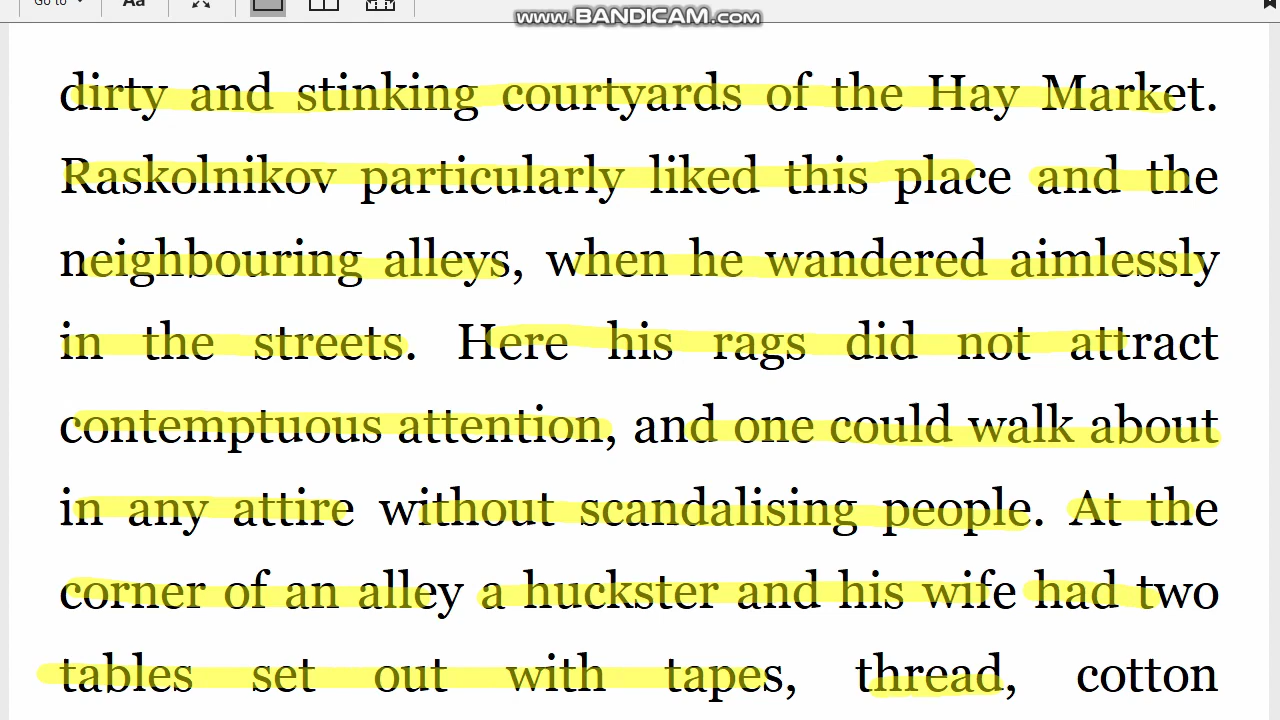 Go to Aa
www.BANDICAM.com
dirty and stinking courtyards of the Hay Market.
Raskolnikov particularly liked this place and the
neighbouring alleys, when he wandered aimlessly
in the streets. Here his rags did not attract
contemptuous attention, and one could walk about
in any attire without scandalising people. At the
corner of an alley a huckster and his wife had two
tables set out with tapes, thread, cotton